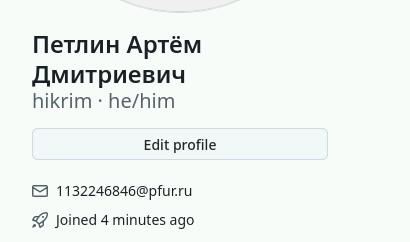 Петлин Артём
Дмитриевич
hikrim · he/him
Edit profile
1132246846@pfur.ru
Joined 4 minutes ago